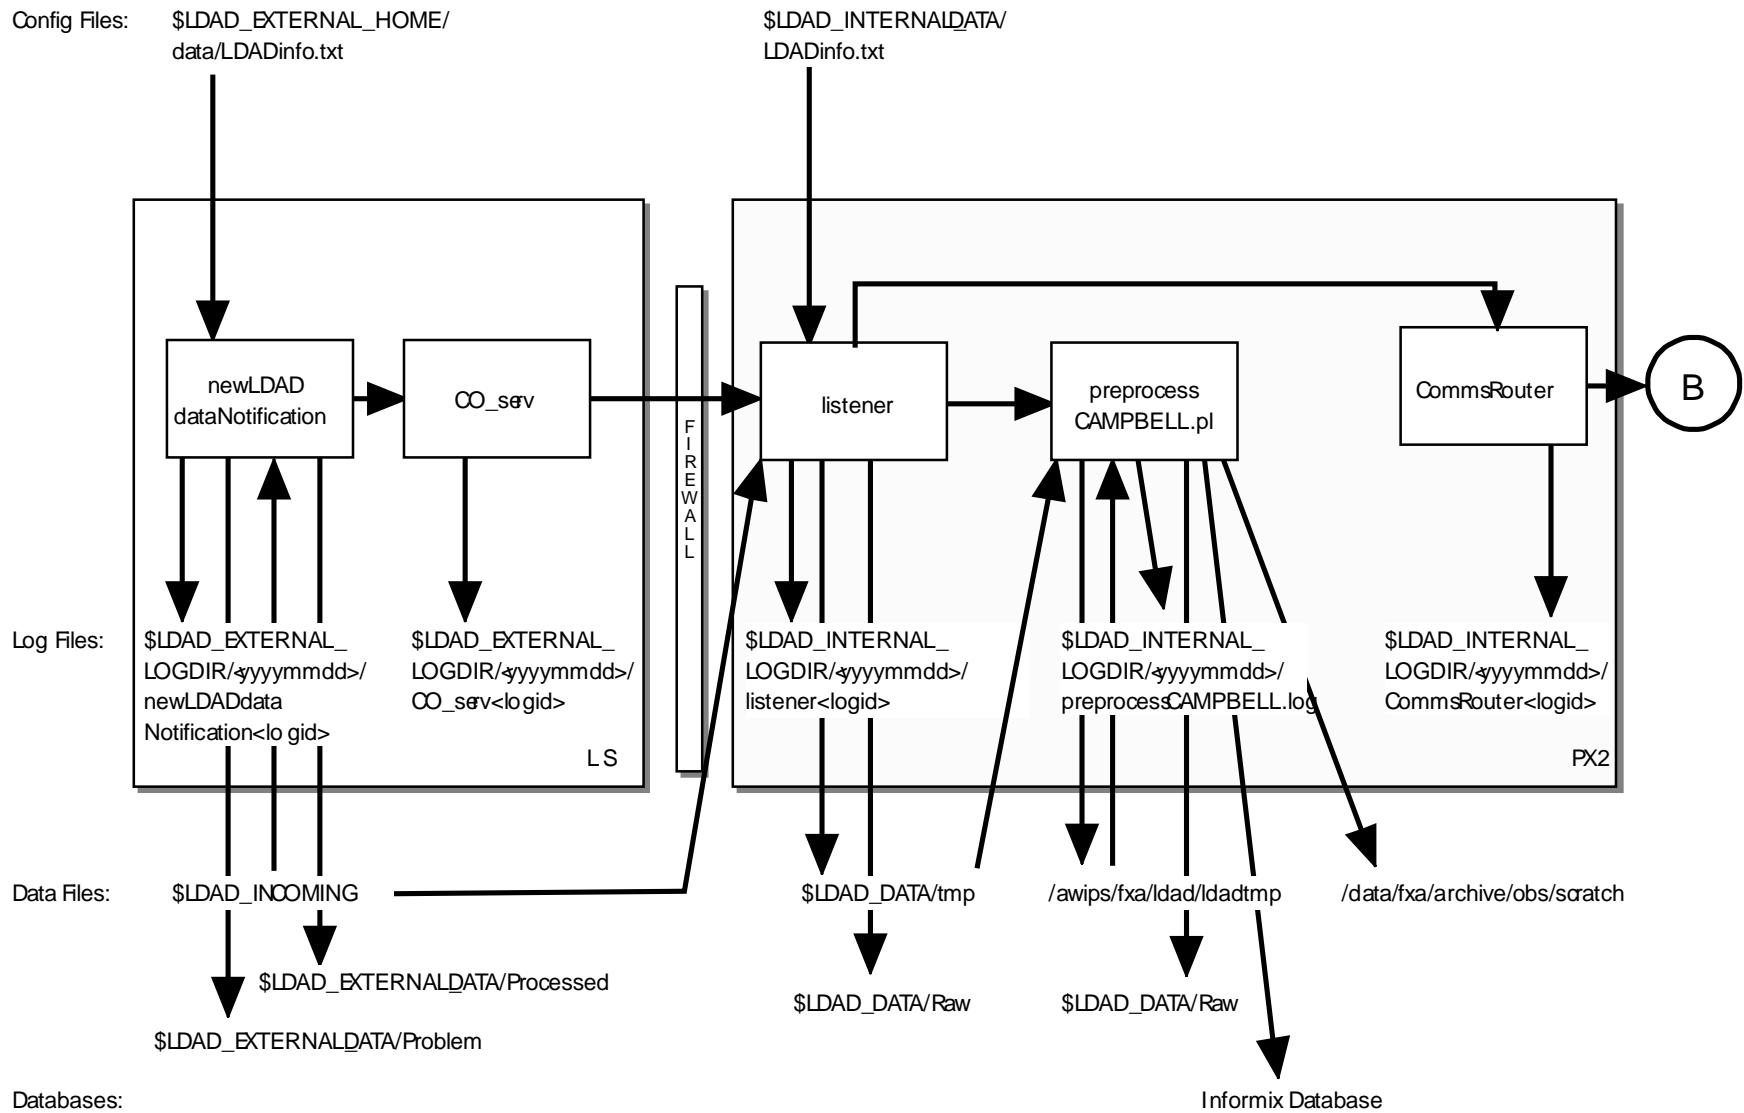 Config Files:
$LDAD_EXTERNAL_HOME/
data/LDADinfo.txt
$LDAD_INTERNALDATA/
LDADinfo.txt
newLDAD
dataNotification
CO_serv
FIREWALL
listener
preprocess
CAMPBELL.pl
CommsRouter
B
Log Files:
$LDAD_EXTERNAL_
LOGDIR/<yyyymmdd>/
newLDADdata
Notification<lo gid>
$LDAD_EXTERNAL_
LOGDIR/<yyyymmdd>/
CO_serv<logid>
LS
$LDAD_INTERNAL_
LOGDIR/<yyyymmdd>/
listener<logid>
$LDAD_INTERNAL_
LOGDIR/<yyyymmdd>/
preprocessCAMPBELL.log
$LDAD_INTERNAL_
LOGDIR/<yyyymmdd>/
CommsRouter<logid>
PX2
Data Files:
$LDAD_INCOMING
$LDAD_DATA/tmp
/awips/fxa/ldad/ldadtmp
/data/fxa/archive/obs/scratch
$LDAD_EXTERNALDATA/Processed
$LDAD_DATA/Raw
$LDAD_DATA/Raw
$LDAD_EXTERNALDATA/Problem
Databases:
Informix Database